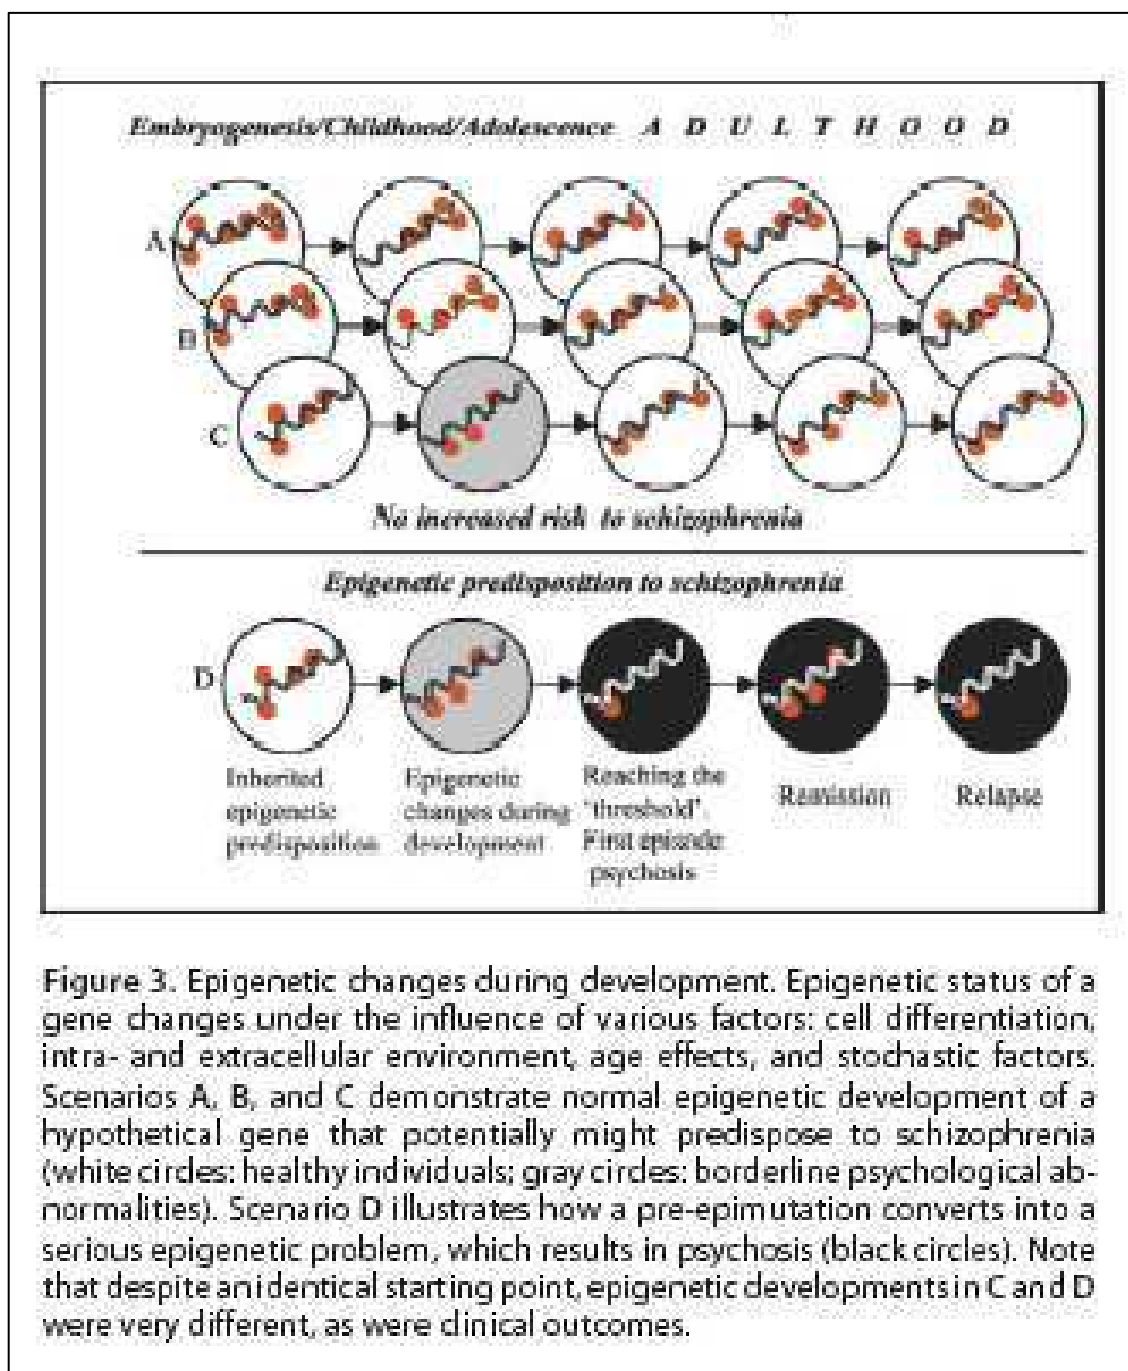 Embryogenesis/Childhood/Adolescence A D U L T H O O D
A
B
C
No increased risk to schizophrenia
Epigenetic predisposition to schizophrenia
D
Inherited
epigenetic
predisposition
Epigenetic
changes during
development
Reaching the
"threshold".
First episode
psychosis
Remission
Relapse
Figure 3. Epigenetic changes during development. Epigenetic status of a
gene changes under the influence of various factors: cell differentiation,
intra- and extracellular environment, age effects, and stochastic factors.
Scenarios A, B, and C demonstrate normal epigenetic development of a
hypothetical gene that potentially might predispose to schizophrenia
(white circles: healthy individuals; gray circles: borderline psychological ab-
normalities). Scenario D illustrates how a pre-epimutation converts into a
serious epigenetic problem, which results in psychosis (black circles). Note
that despite an identical starting point, epigenetic developments in C and D
were very different, as were clinical outcomes.